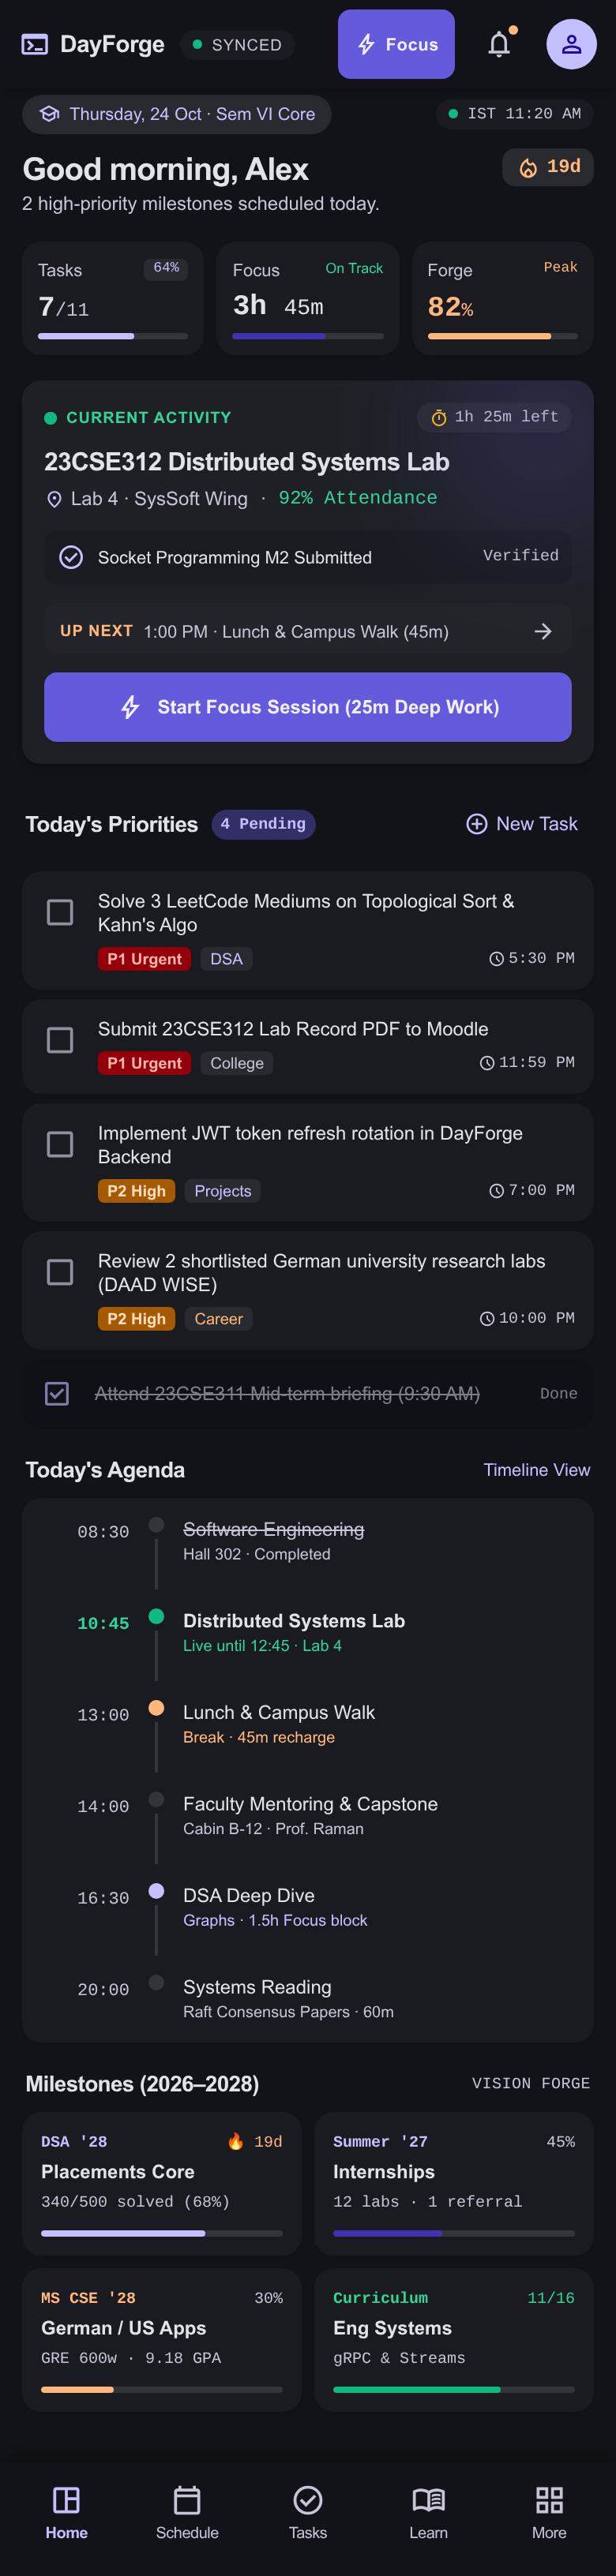 DayForge
SYNCED
Focus
Thursday, 24 Oct · Sem VI Core
IST 11:20 AM
Good morning, Alex
19d
2 high-priority milestones scheduled today.
Tasks
64%
7/11
Focus
On Track
3h 45m
Forge
Peak
82%
CURRENT ACTIVITY
1h 25m left
23CSE312 Distributed Systems Lab
Lab 4 · SysSoft Wing · 92% Attendance
Socket Programming M2 Submitted
Verified
UP NEXT 1:00 PM · Lunch & Campus Walk (45m)
Start Focus Session (25m Deep Work)
Today's Priorities
4 Pending
New Task
Solve 3 LeetCode Mediums on Topological Sort &
Kahn's Algo
P1 Urgent
DSA
5:30 PM
Submit 23CSE312 Lab Record PDF to Moodle
P1 Urgent
College
11:59 PM
Implement JWT token refresh rotation in DayForge
Backend
P2 High
Projects
7:00 PM
Review 2 shortlisted German university research labs
(DAAD WISE)
P2 High
Career
10:00 PM
Attend 23CSE311 Mid-term briefing (9:30 AM)
Done
Today's Agenda
Timeline View
08:30
Software Engineering
Hall 302 · Completed
10:45
Distributed Systems Lab
Live until 12:45 · Lab 4
13:00
Lunch & Campus Walk
Break · 45m recharge
14:00
Faculty Mentoring & Capstone
Cabin B-12 · Prof. Raman
16:30
DSA Deep Dive
Graphs · 1.5h Focus block
20:00
Systems Reading
Raft Consensus Papers · 60m
Milestones (2026–2028)
VISION FORGE
DSA '28
🔥 19d
Placements Core
340/500 solved (68%)
Summer '27
45%
Internships
12 labs · 1 referral
MS CSE '28
30%
German / US Apps
GRE 600w · 9.18 GPA
Curriculum
11/16
Eng Systems
gRPC & Streams
Home
Schedule
Tasks
Learn
More